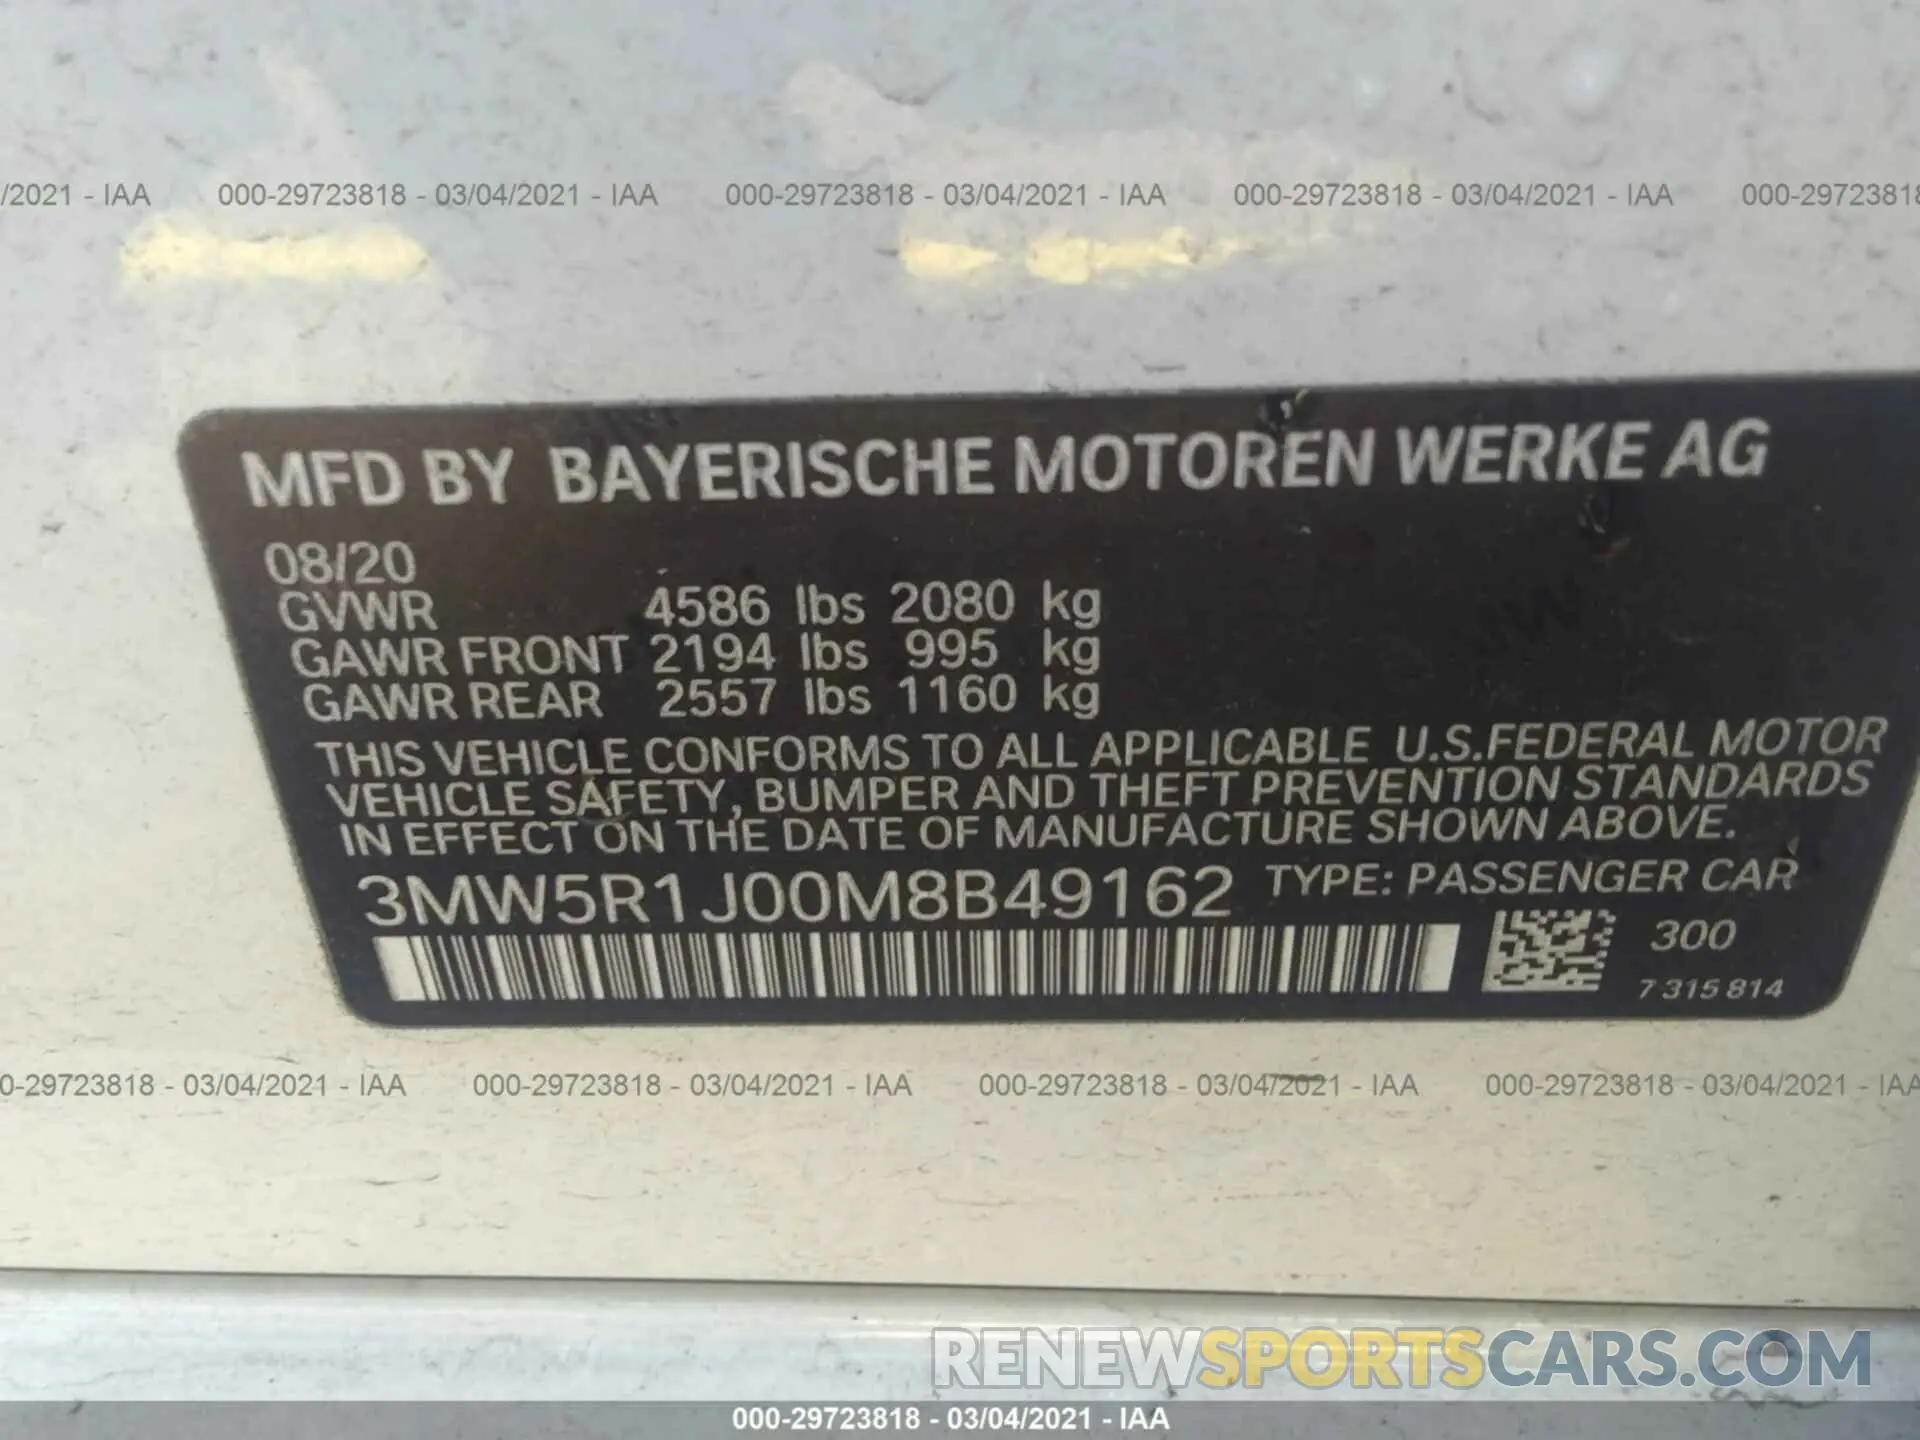 /2021 - IAA 000-29723818 - 03/04/2021 - IAA 000-29723818 - 03/04/2021 - IAA 000-29723818 - 03/04/2021 - IAA 000-2972381
MFD BY BAYERISCHE MOTOREN WERKE AG
08/20
GVWR 4586 lbs 2080 kg
GAWR FRONT 2194 lbs 995 kg
GAWR REAR 2557 lbs 1160 kg
THIS VEHICLE CONFORMS TO ALL APPLICABLE U.S.FEDERAL MOTOR
VEHICLE SAFETY, BUMPER AND THEFT PREVENTION STANDARDS
IN EFFECT ON THE DATE OF MANUFACTURE SHOWN ABOVE.
3MW5R1J00M8B49162 TYPE: PASSENGER CAR
300
7 315 814
0-29723818 - 03/04/2021 - IAA 000-29723818 - 03/04/2021 - IAA 000-29723818 - 03/04/2021 - IAA 000-29723818 - 03/04/2021 - IAA
RENEWSPORTSCARS.COM
000-29723818 - 03/04/2021 - IAA